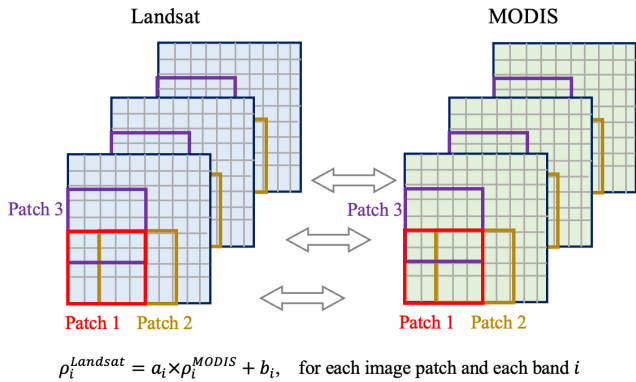 Landsat MODIS
Patch 3 Patch 3
Patch 1 Patch 2 Patch 1 Patch 2
ρ_i^{Landsat} = a_i×ρ_i^{MODIS} + b_i, for each image patch and each band i